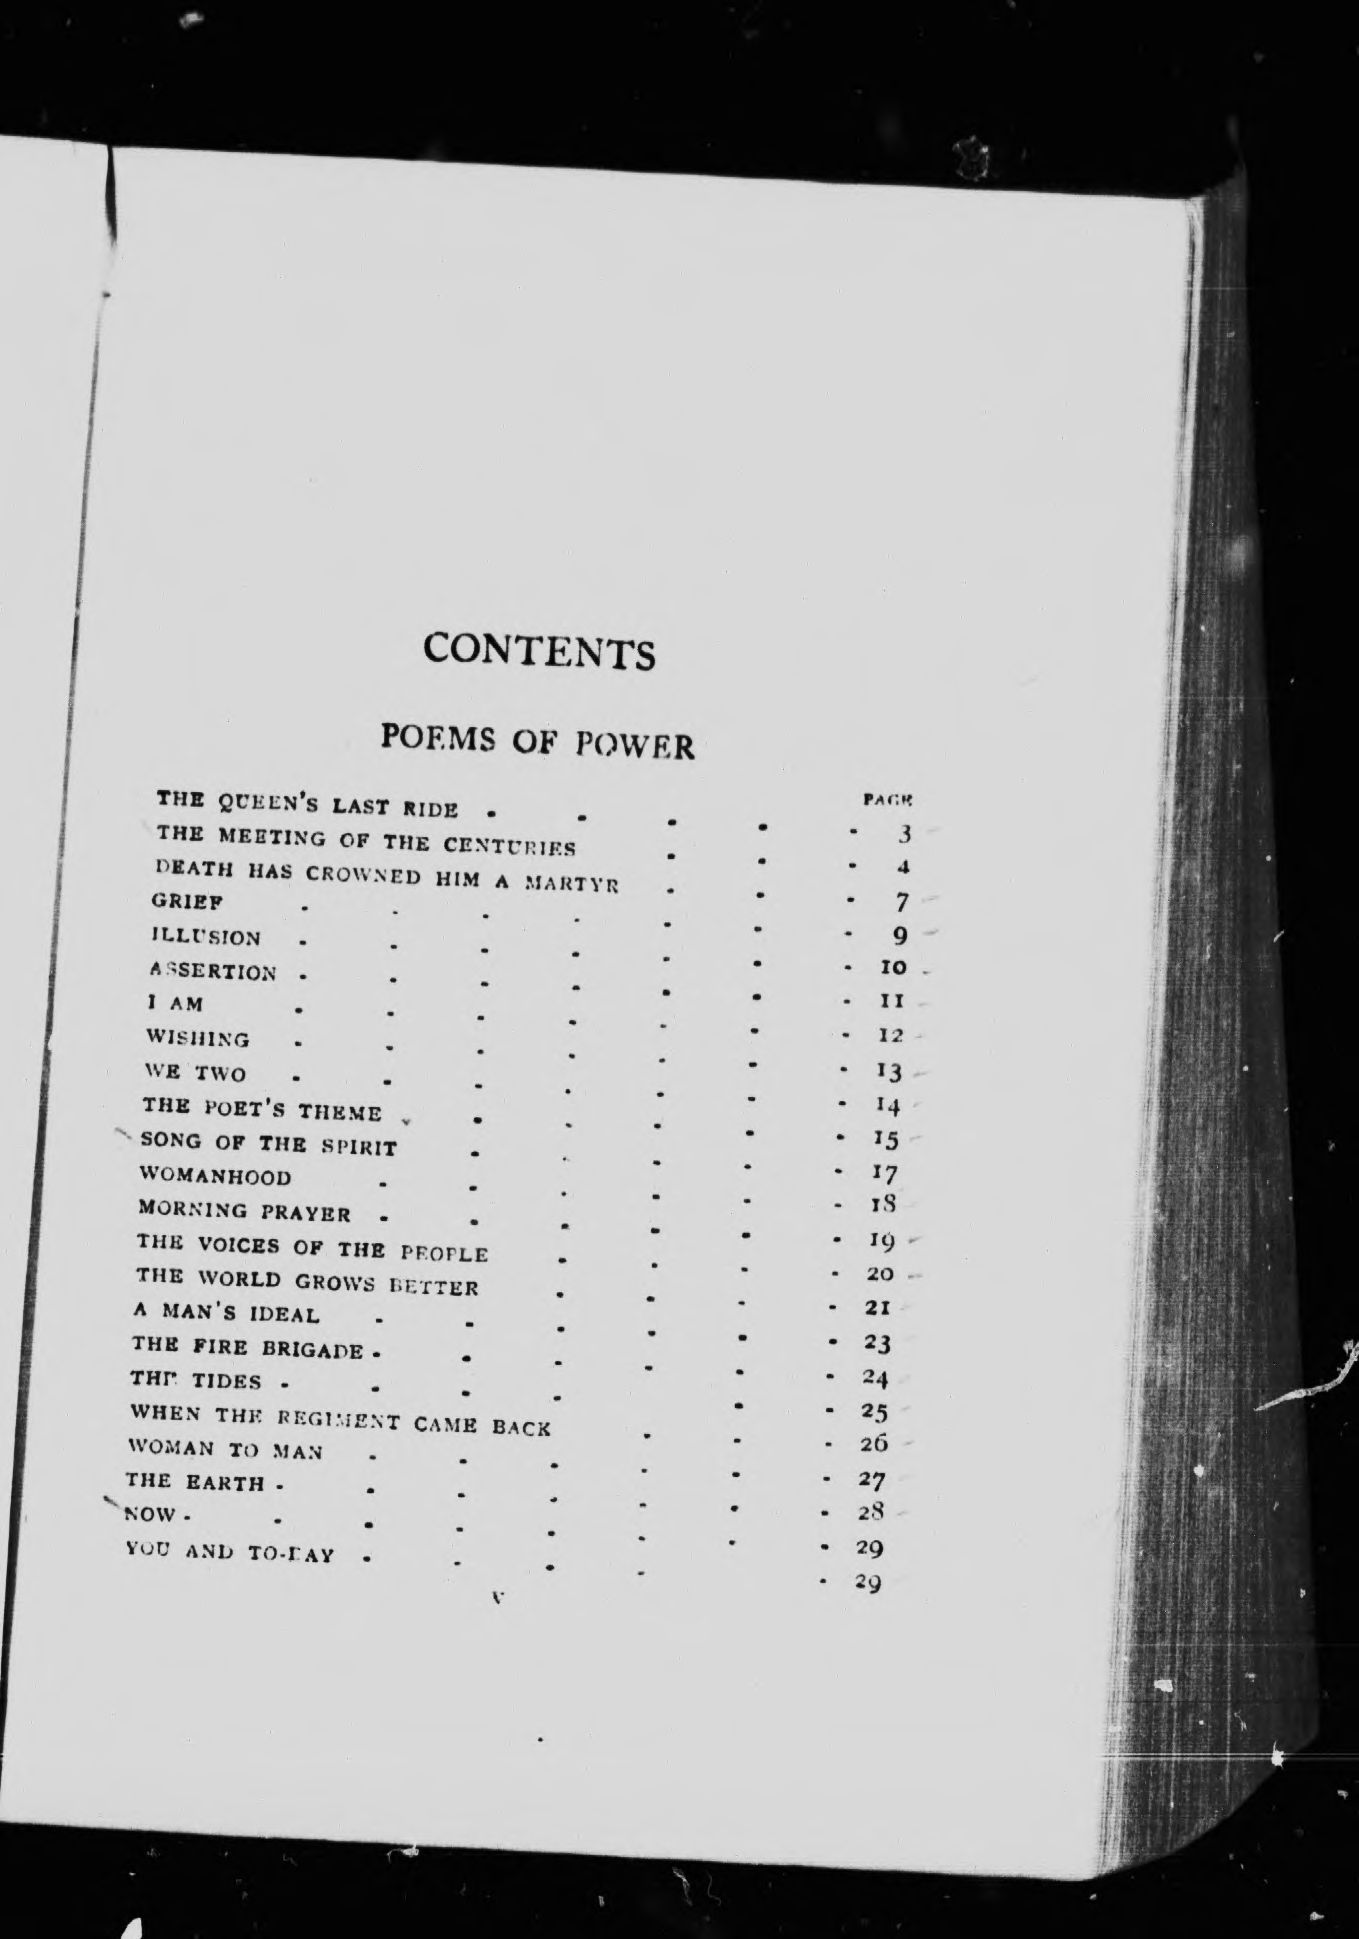 CONTENTS
POEMS OF POWER
PAGE
THE QUEEN'S LAST RIDE - - - - - 3
THE MEETING OF THE CENTURIES - - - 4
DEATH HAS CROWNED HIM A MARTYR - - - 7
GRIEF - - - - - - - 9
ILLUSION - - - - - - - 10
ASSERTION - - - - - - - 11
I AM - - - - - - - 12
WISHING - - - - - - - 13
WE TWO - - - - - - - 14
THE POET'S THEME - - - - - - 15
SONG OF THE SPIRIT - - - - - 17
WOMANHOOD - - - - - - 18
MORNING PRAYER - - - - - - 19
THE VOICES OF THE PEOPLE - - - - 20
THE WORLD GROWS BETTER - - - - 21
A MAN'S IDEAL - - - - - - 23
THE FIRE BRIGADE - - - - - - 24
THE TIDES - - - - - - 25
WHEN THE REGIMENT CAME BACK - - - 26
WOMAN TO MAN - - - - - - 27
THE EARTH - - - - - - - 28
NOW - - - - - - - - 29
YOU AND TO-DAY - - - - - 29
v